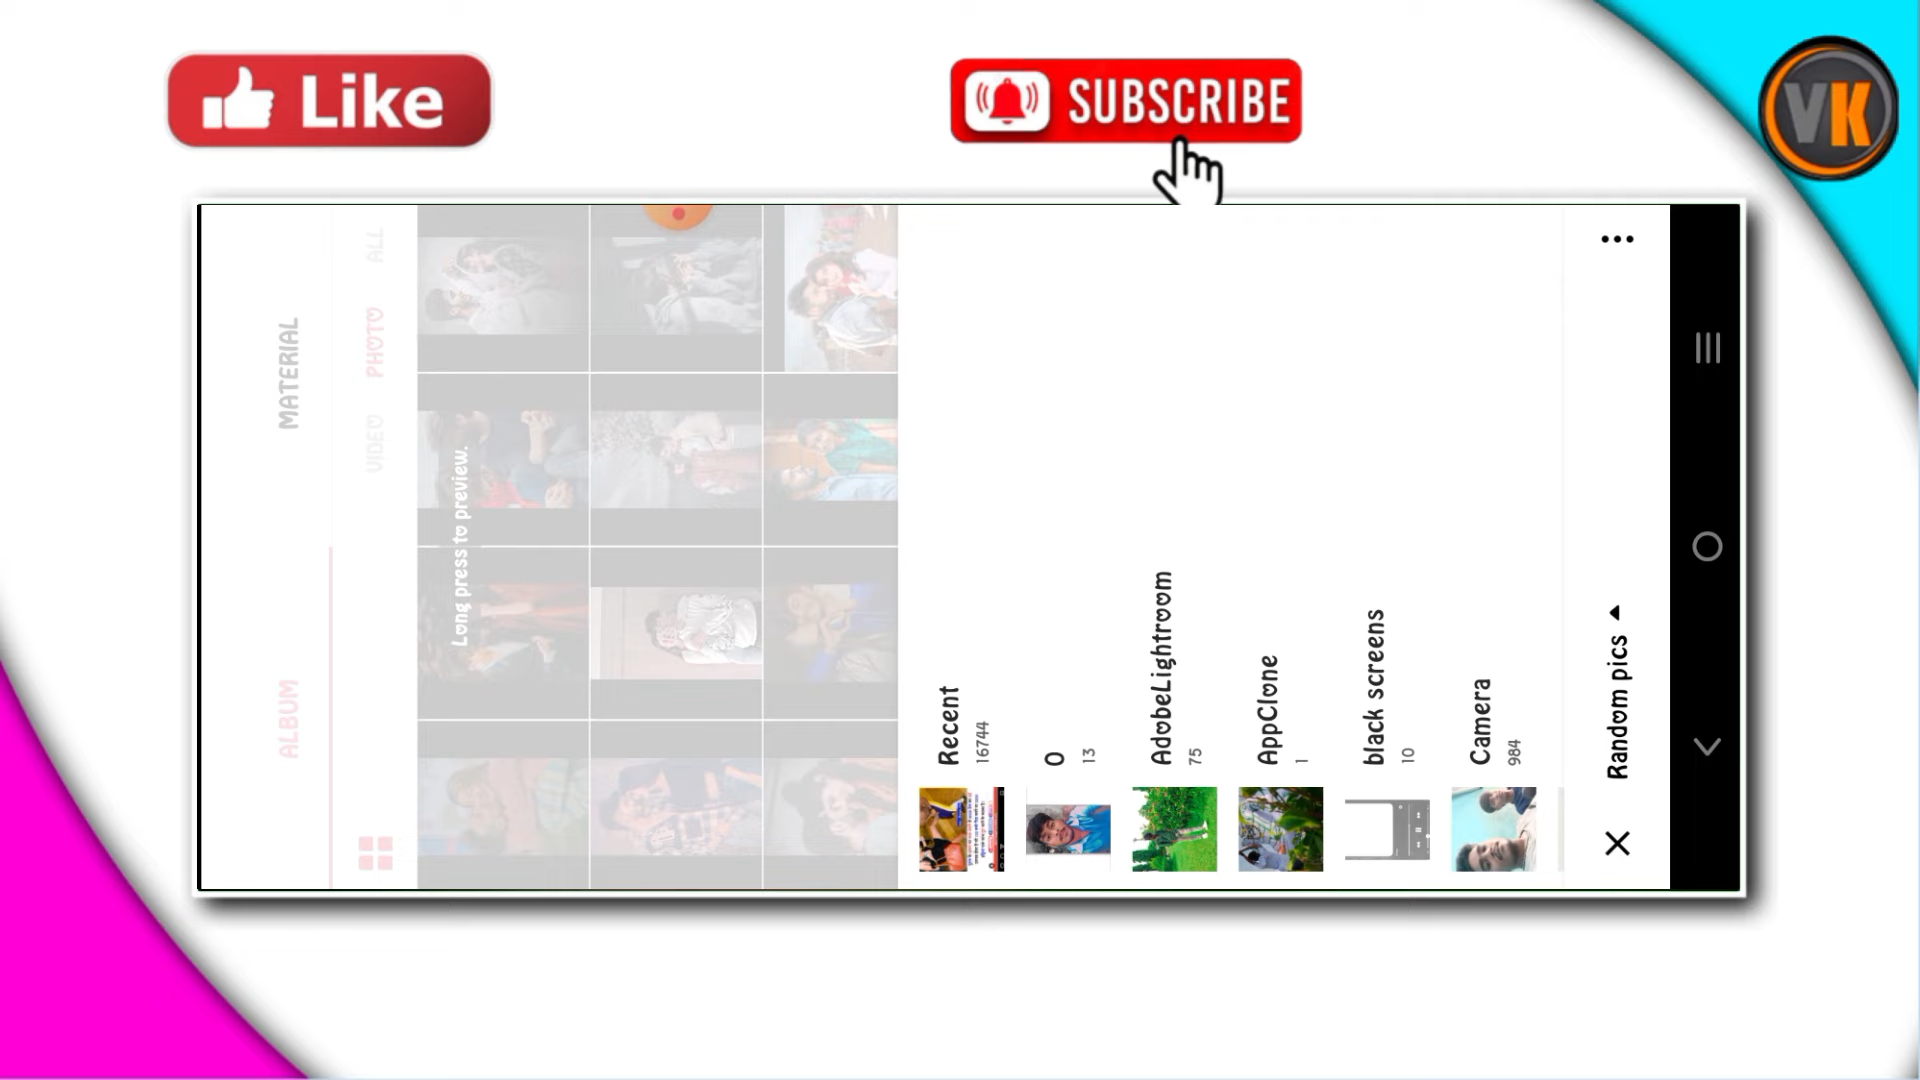 Like
SUBSCRIBE
VK
MATERIAL
ALBUM
ALL
PHOTO
VIDEO
Long press to preview.
Recent
16744
0
13
AdobeLightroom
75
AppClone
1
black screens
10
Camera
984
Random pics